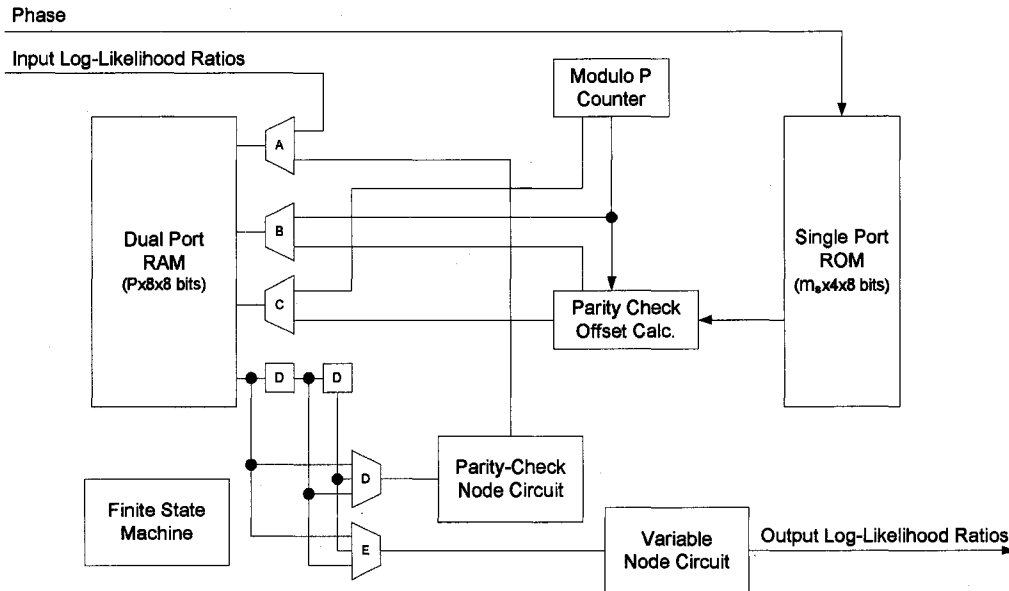 Phase
Input Log-Likelihood Ratios
Modulo P
Counter
A
Dual Port
RAM
(Px8x8 bits)
B
C
Single Port
ROM
(mₛx4x8 bits)
Parity Check
Offset Calc.
D
D
D
Parity-Check
Node Circuit
Finite State
Machine
E
Variable
Node Circuit
Output Log-Likelihood Ratios